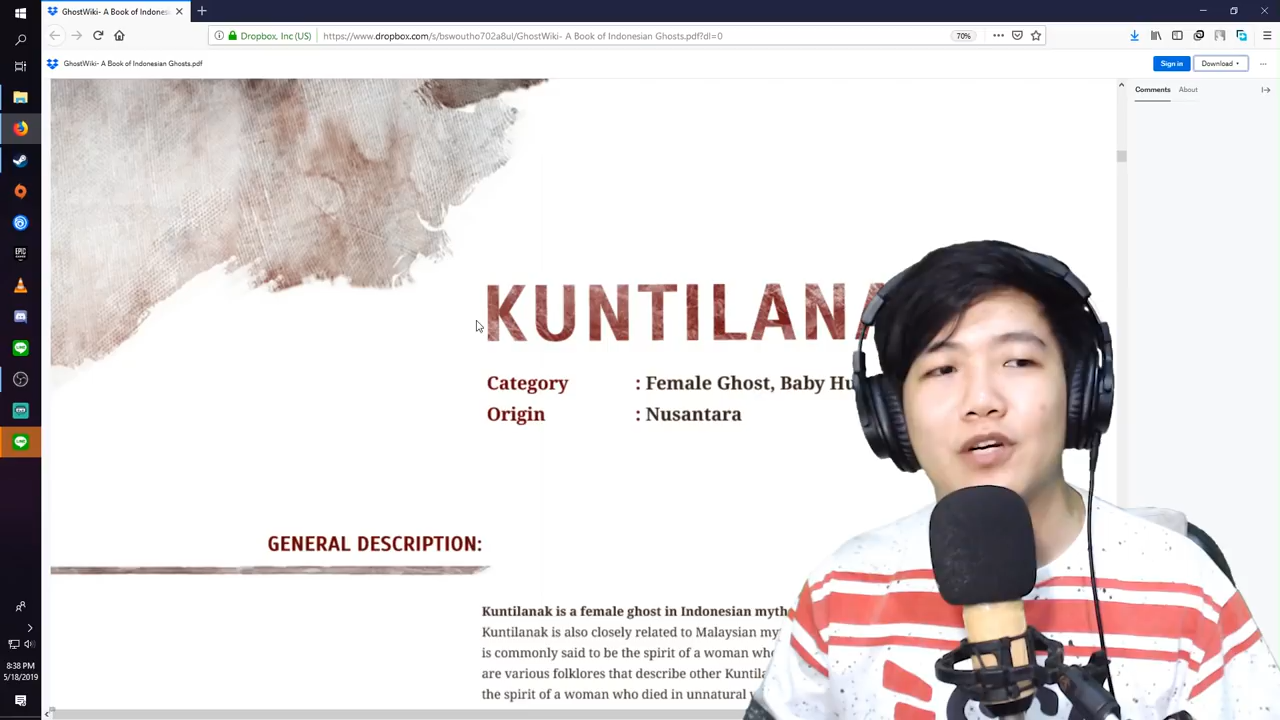 GhostWiki- A Book of Indones
Dropbox, Inc (US)
https://www.dropbox.com/s/bswoutho702a8ul/GhostWiki- A Book of Indonesian Ghosts.pdf?dl=0
70%
GhostWiki- A Book of Indonesian Ghosts.pdf
Sign in
Download
Comments
About
KUNTILANA
Category : Female Ghost, Baby Hu
Origin : Nusantara
GENERAL DESCRIPTION:
Kuntilanak is a female ghost in Indonesian myth
Kuntilanak is also closely related to Malaysian my
is commonly said to be the spirit of a woman who
are various folklores that describe other Kuntila
the spirit of a woman who died in unnatural
EPIC
GAMES
8:38 PM
5/18/2019